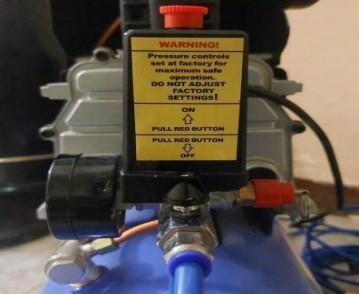 WARNING!
Pressure controls
set at factory for
maximum safe
operation.
DO NOT ADJUST
FACTORY
SETTINGS!
ON
PULL RED BUTTON
PULL RED BUTTON
OFF